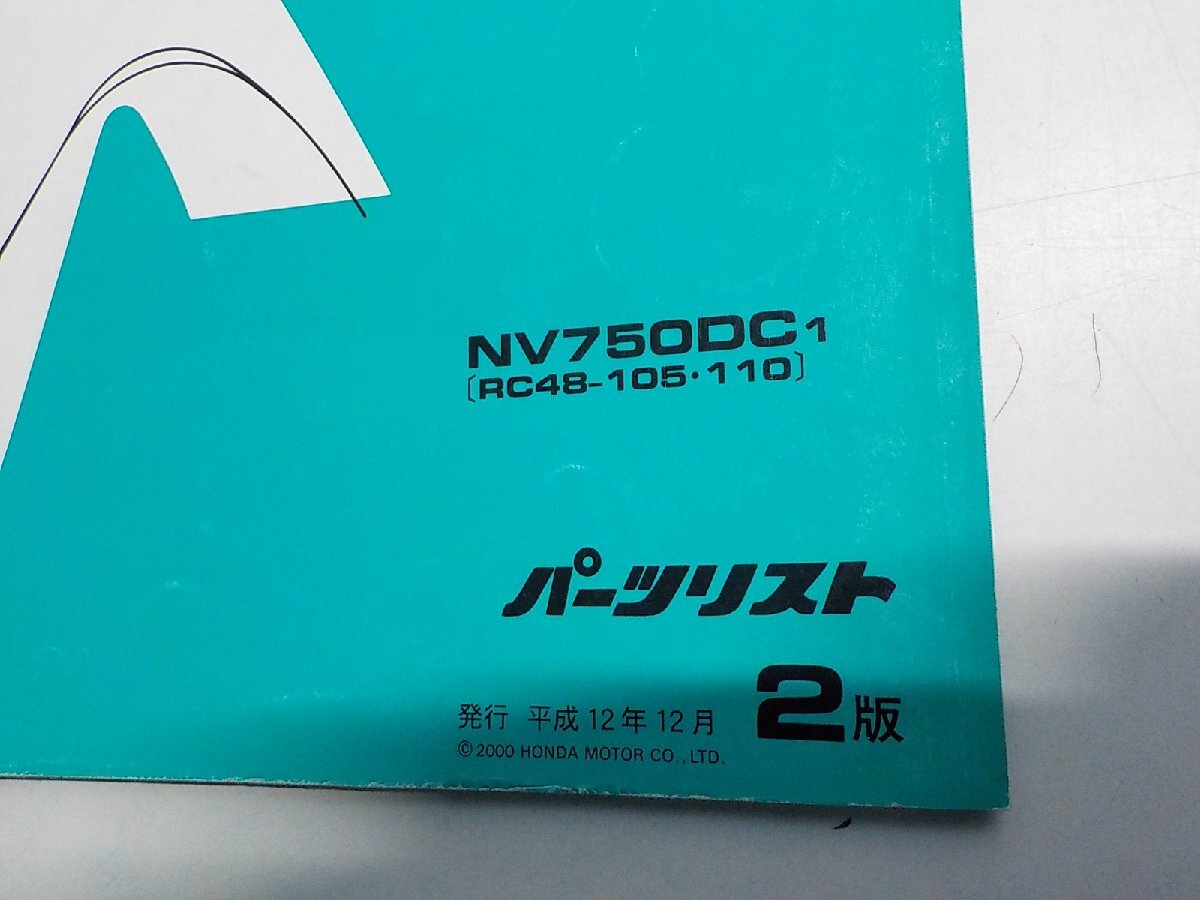 NV750DC1
〔RC48-105・110〕
パーツリスト
発行 平成12年12月 2版
©2000 HONDA MOTOR CO.,LTD.